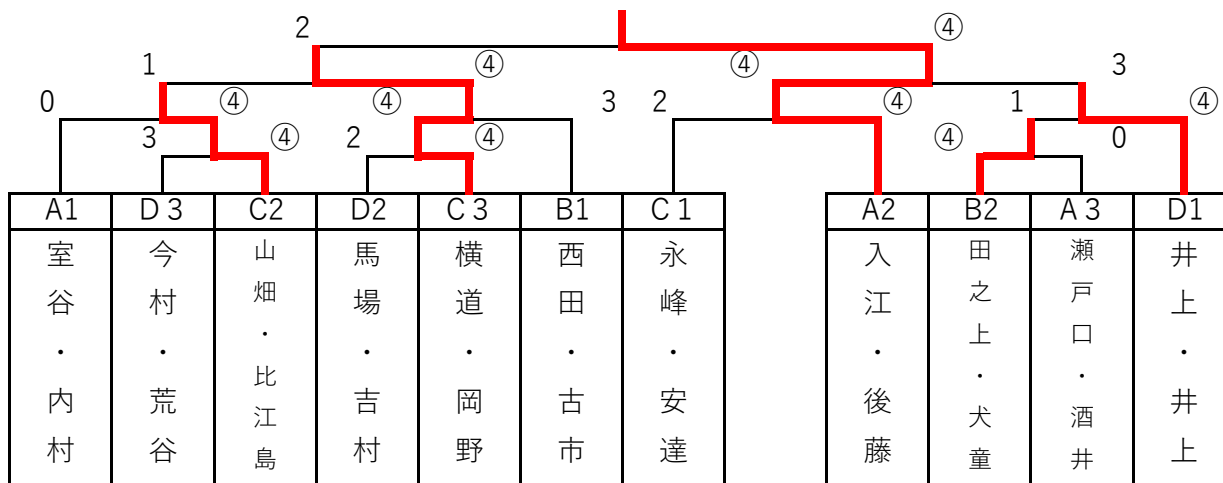 2 ④
1 ④ ④ 3
0 ④ ④ 3 2 ④ 1 ④
3 ④ 2 ④ ④ 0
A1 D３ C2 D2 C３ B1 C１ A2 B2 A３ D1
室谷・内村
今村・荒谷
山畑・比江島
馬場・吉村
横道・岡野
西田・古市
永峰・安達
入江・後藤
田之上・犬童
瀬戸口・酒井
井上・井上